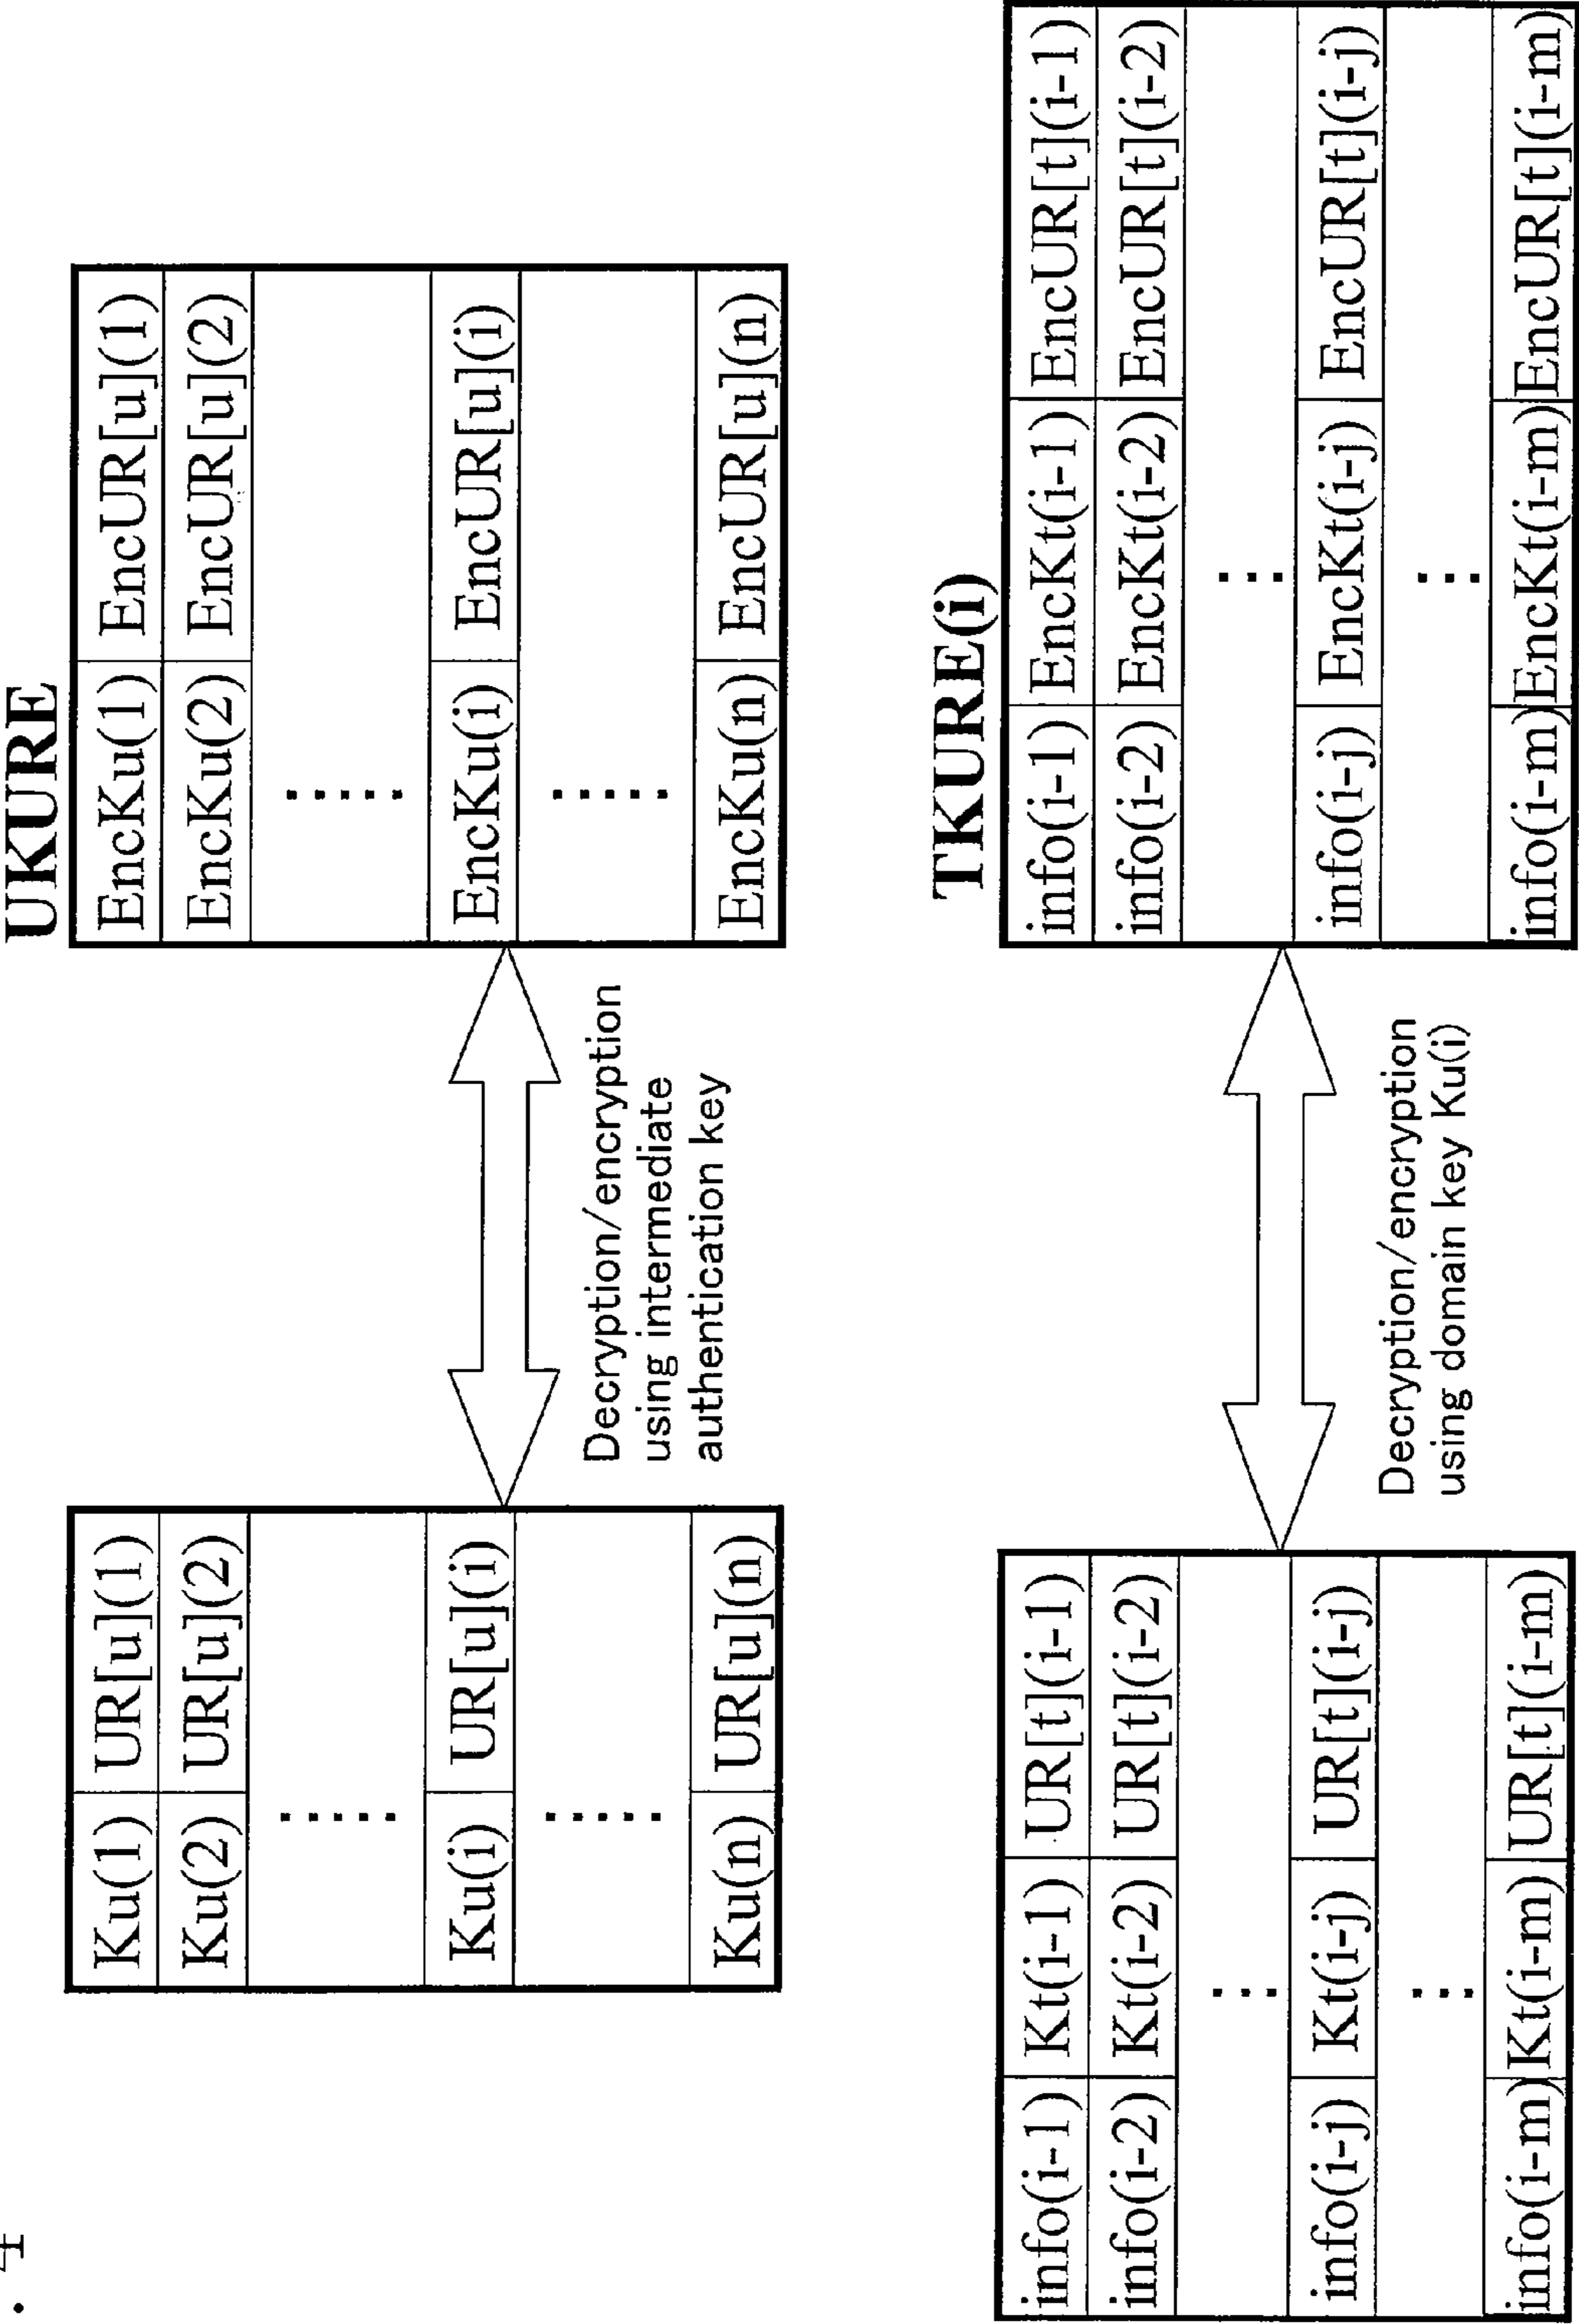 . 4
UKURE
Ku(1) UR[u](1)
Ku(2) UR[u](2)
.....
Ku(i) UR[u](i)
.....
Ku(n) UR[u](n)
Decryption/encryption
using intermediate
authentication key
EncKu(1) EncUR[u](1)
EncKu(2) EncUR[u](2)
.....
EncKu(i) EncUR[u](i)
.....
EncKu(n) EncUR[u](n)
TKURE(i)
info(i-1) Kt(i-1) UR[t](i-1)
info(i-2) Kt(i-2) UR[t](i-2)
...
info(i-j) Kt(i-j) UR[t](i-j)
...
info(i-m) Kt(i-m) UR[t](i-m)
Decryption/encryption
using domain key Ku(i)
info(i-1) EncKt(i-1) EncUR[t](i-1)
info(i-2) EncKt(i-2) EncUR[t](i-2)
...
info(i-j) EncKt(i-j) EncUR[t](i-j)
...
info(i-m) EncKt(i-m) EncUR[t](i-m)